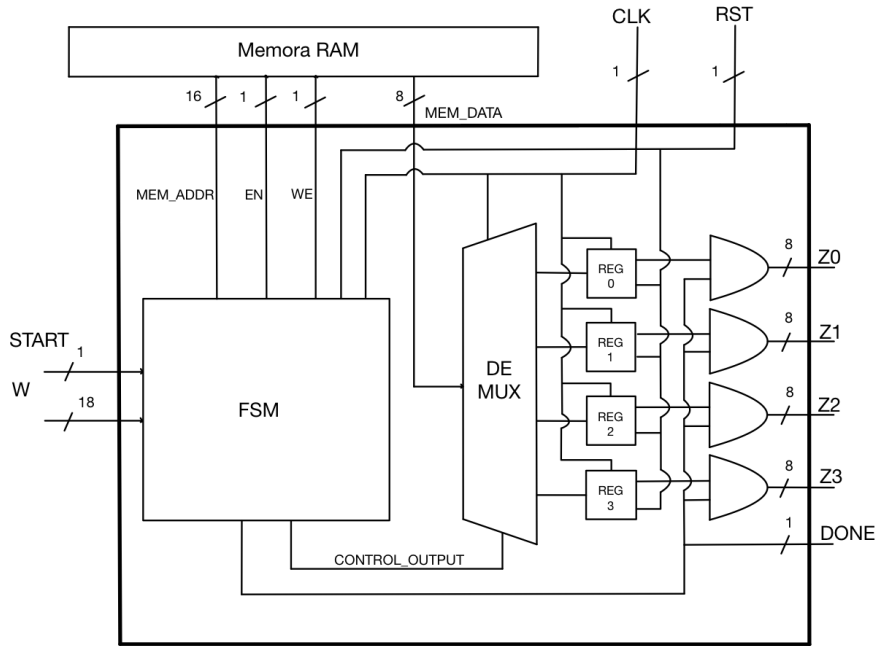 CLK
RST
Memora RAM
1
1
16
1
1
8
MEM_DATA
MEM_ADDR
EN
WE
8
Z0
REG
0
START
1
8
Z1
REG
1
DE
MUX
W
18
FSM
8
Z2
REG
2
8
Z3
REG
3
1
DONE
CONTROL_OUTPUT